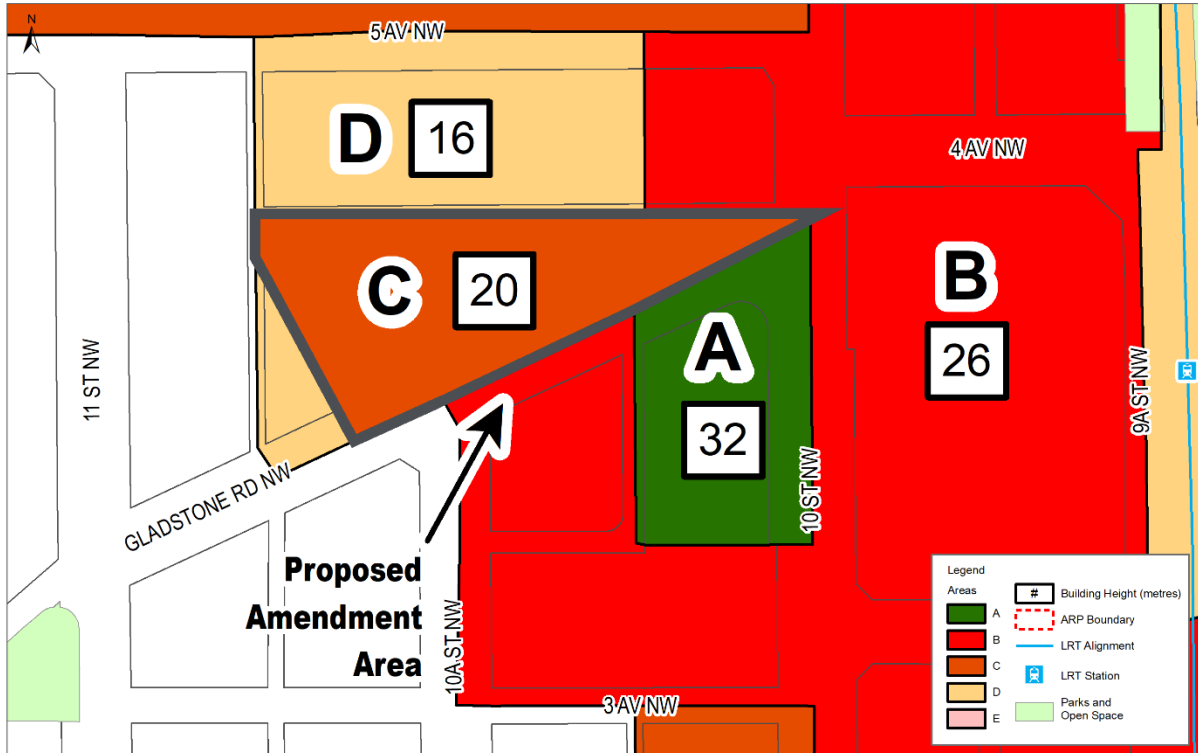 N
5 AV NW
D
16
4 AV NW
C
20
B
26
A
32
11 ST NW
9A ST NW
10 ST NW
GLADSTONE RD NW
Proposed
Amendment
Area
10A ST NW
3 AV NW
Legend
Areas
A
B
C
D
E
# Building Height (metres)
ARP Boundary
LRT Alignment
LRT Station
Parks and
Open Space